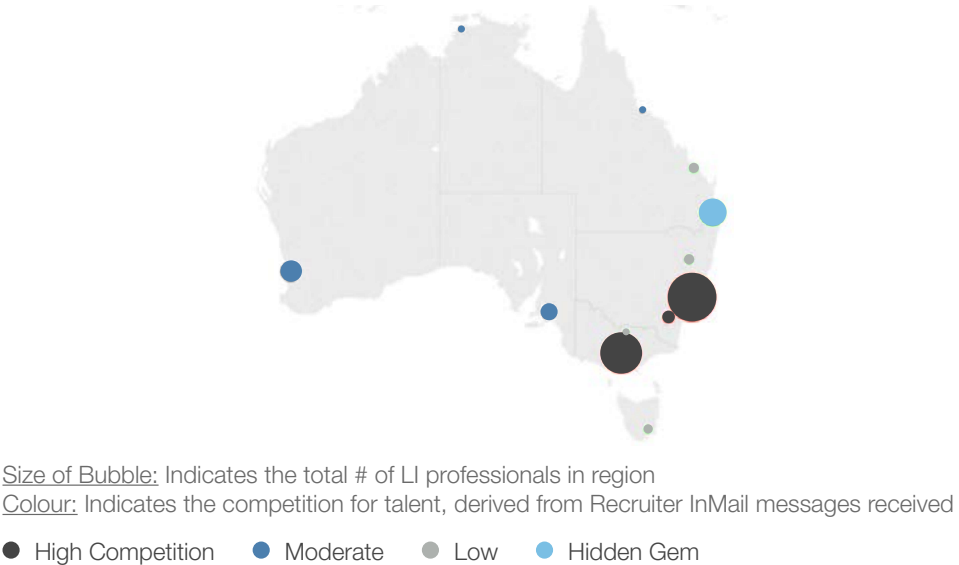 Size of Bubble: Indicates the total # of LI professionals in region
Colour: Indicates the competition for talent, derived from Recruiter InMail messages received
High Competition Moderate Low Hidden Gem